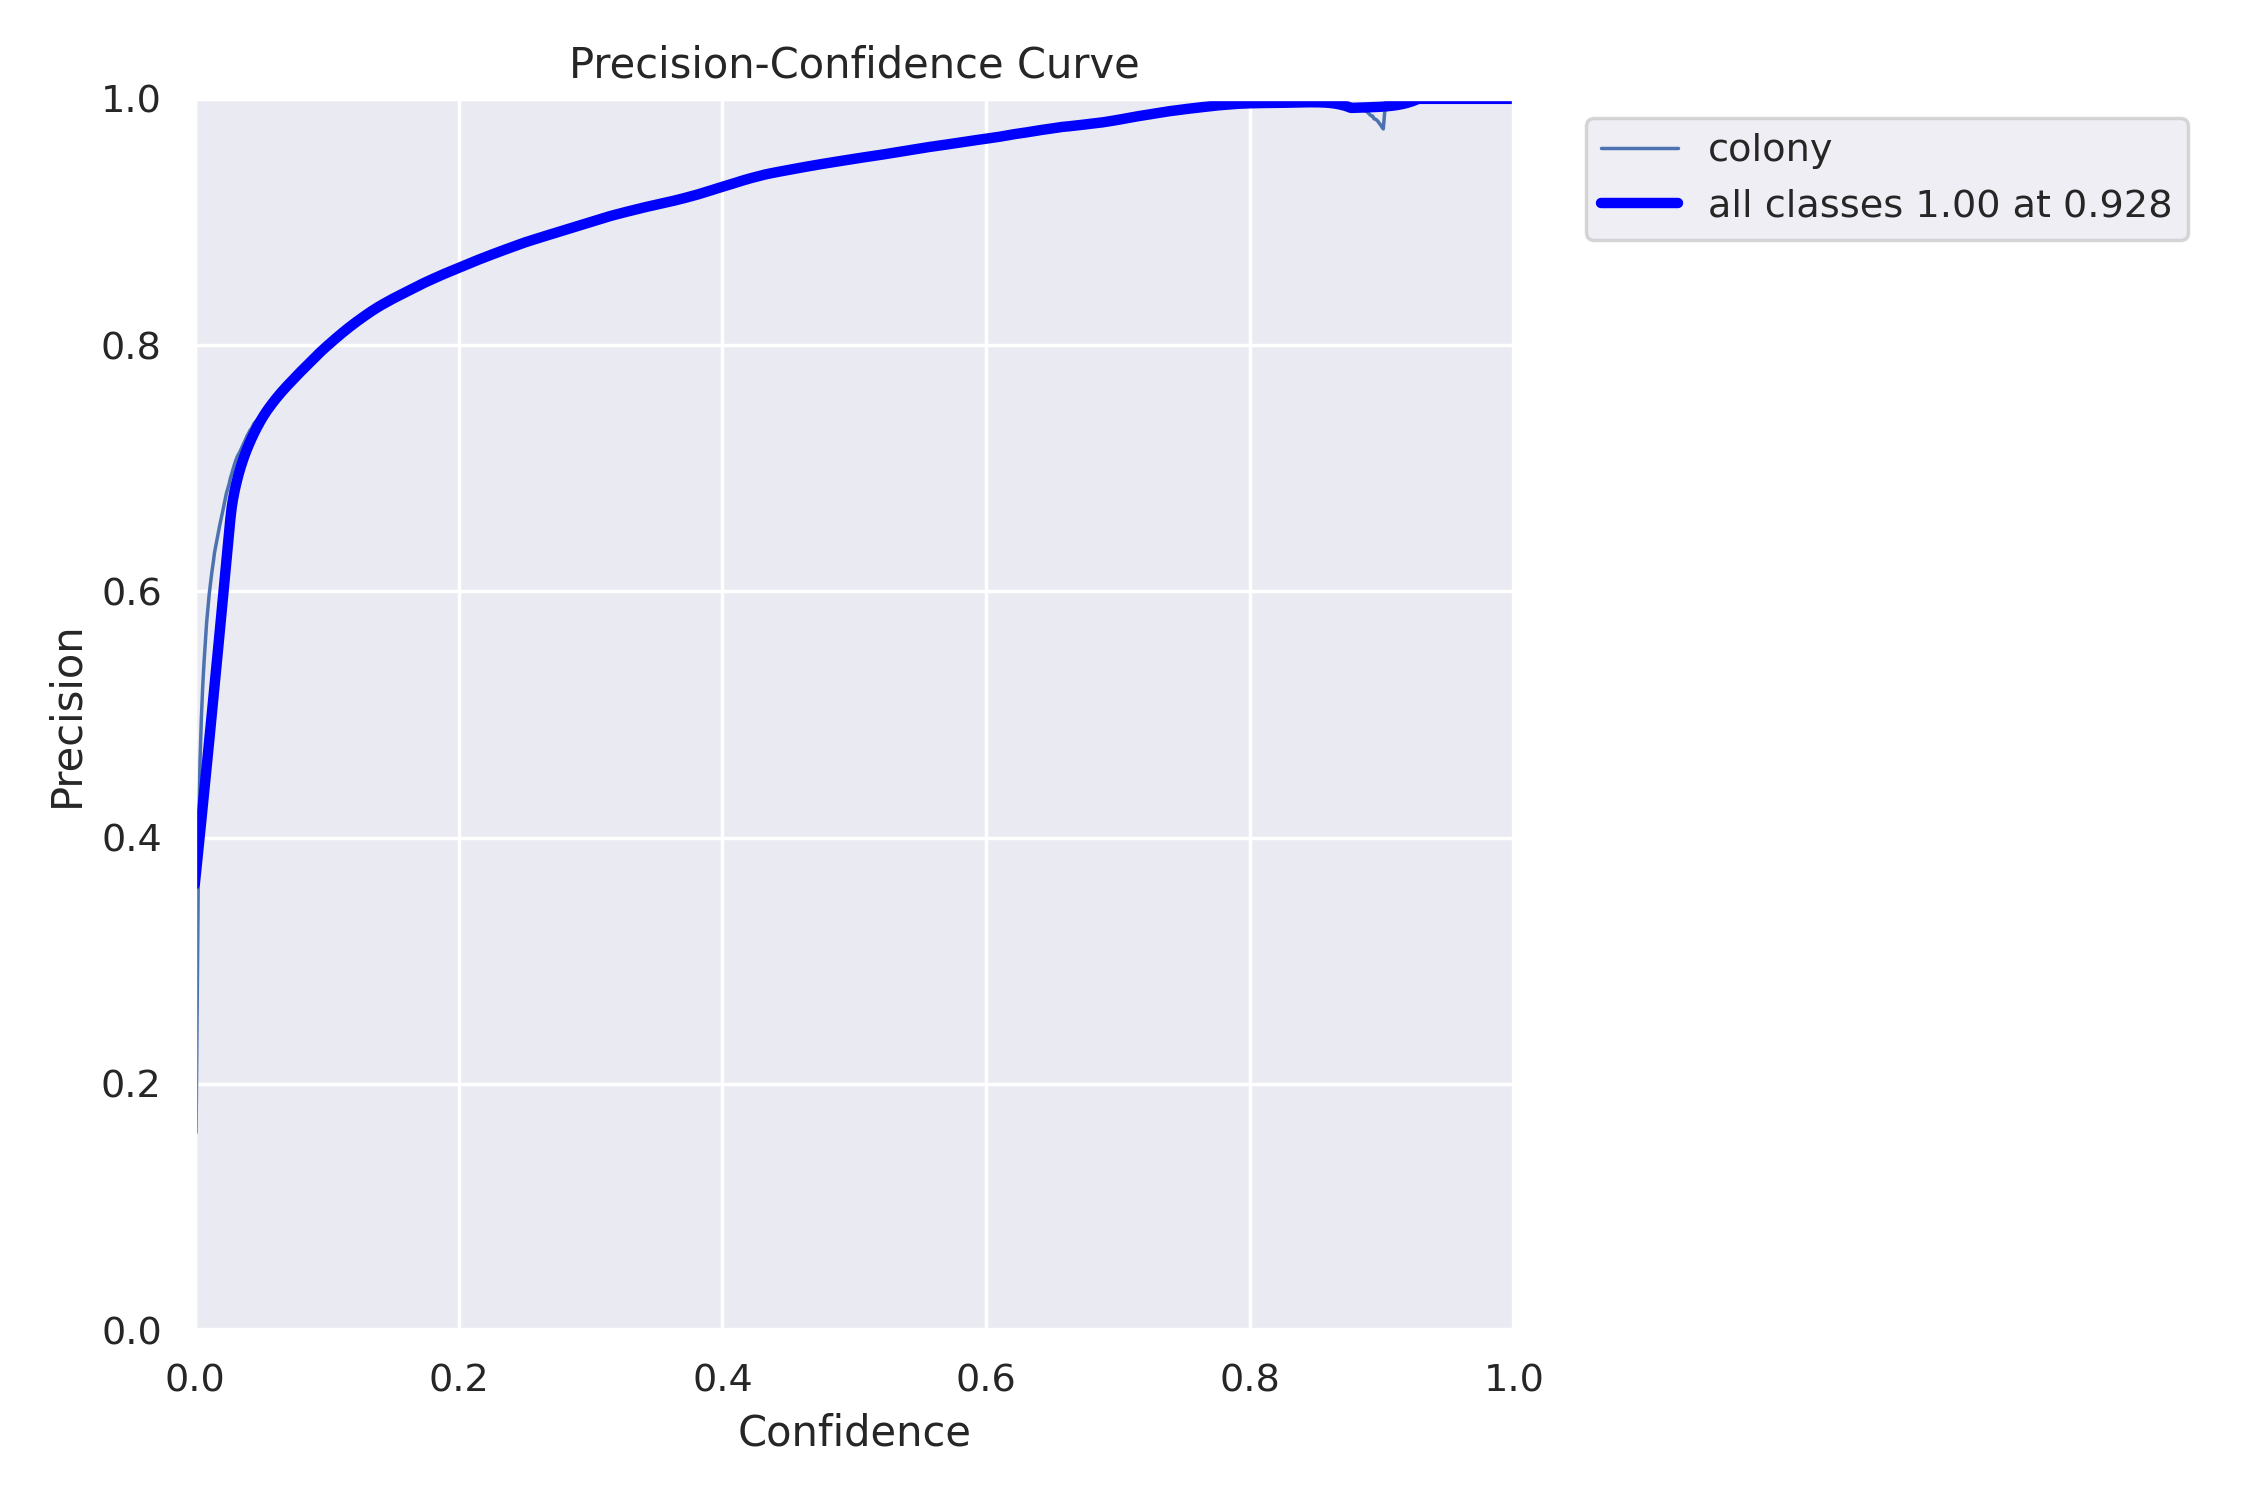 Precision-Confidence Curve
1.0
0.8
0.6
0.4
0.2
0.0
Precision
0.0 0.2 0.4 0.6 0.8 1.0
Confidence
colony
all classes 1.00 at 0.928